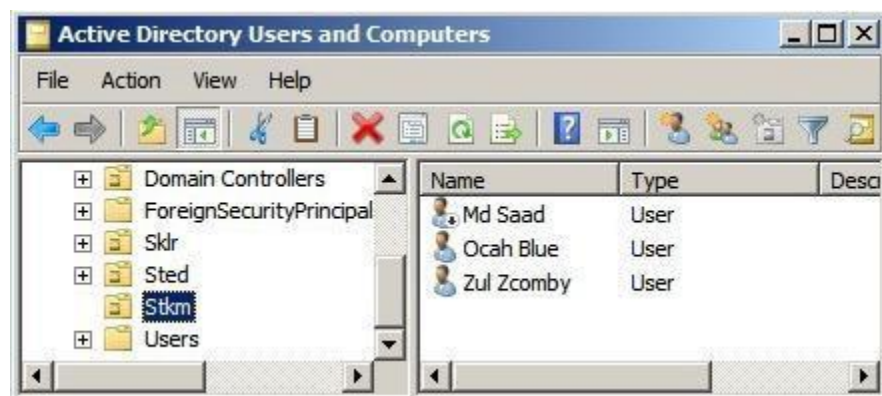 Active Directory Users and Computers
File Action View Help
Domain Controllers
ForeignSecurityPrincipal
Sklr
Sted
Stkm
Users
Name Type Descr
Md Saad User
Ocah Blue User
Zul Zcomby User